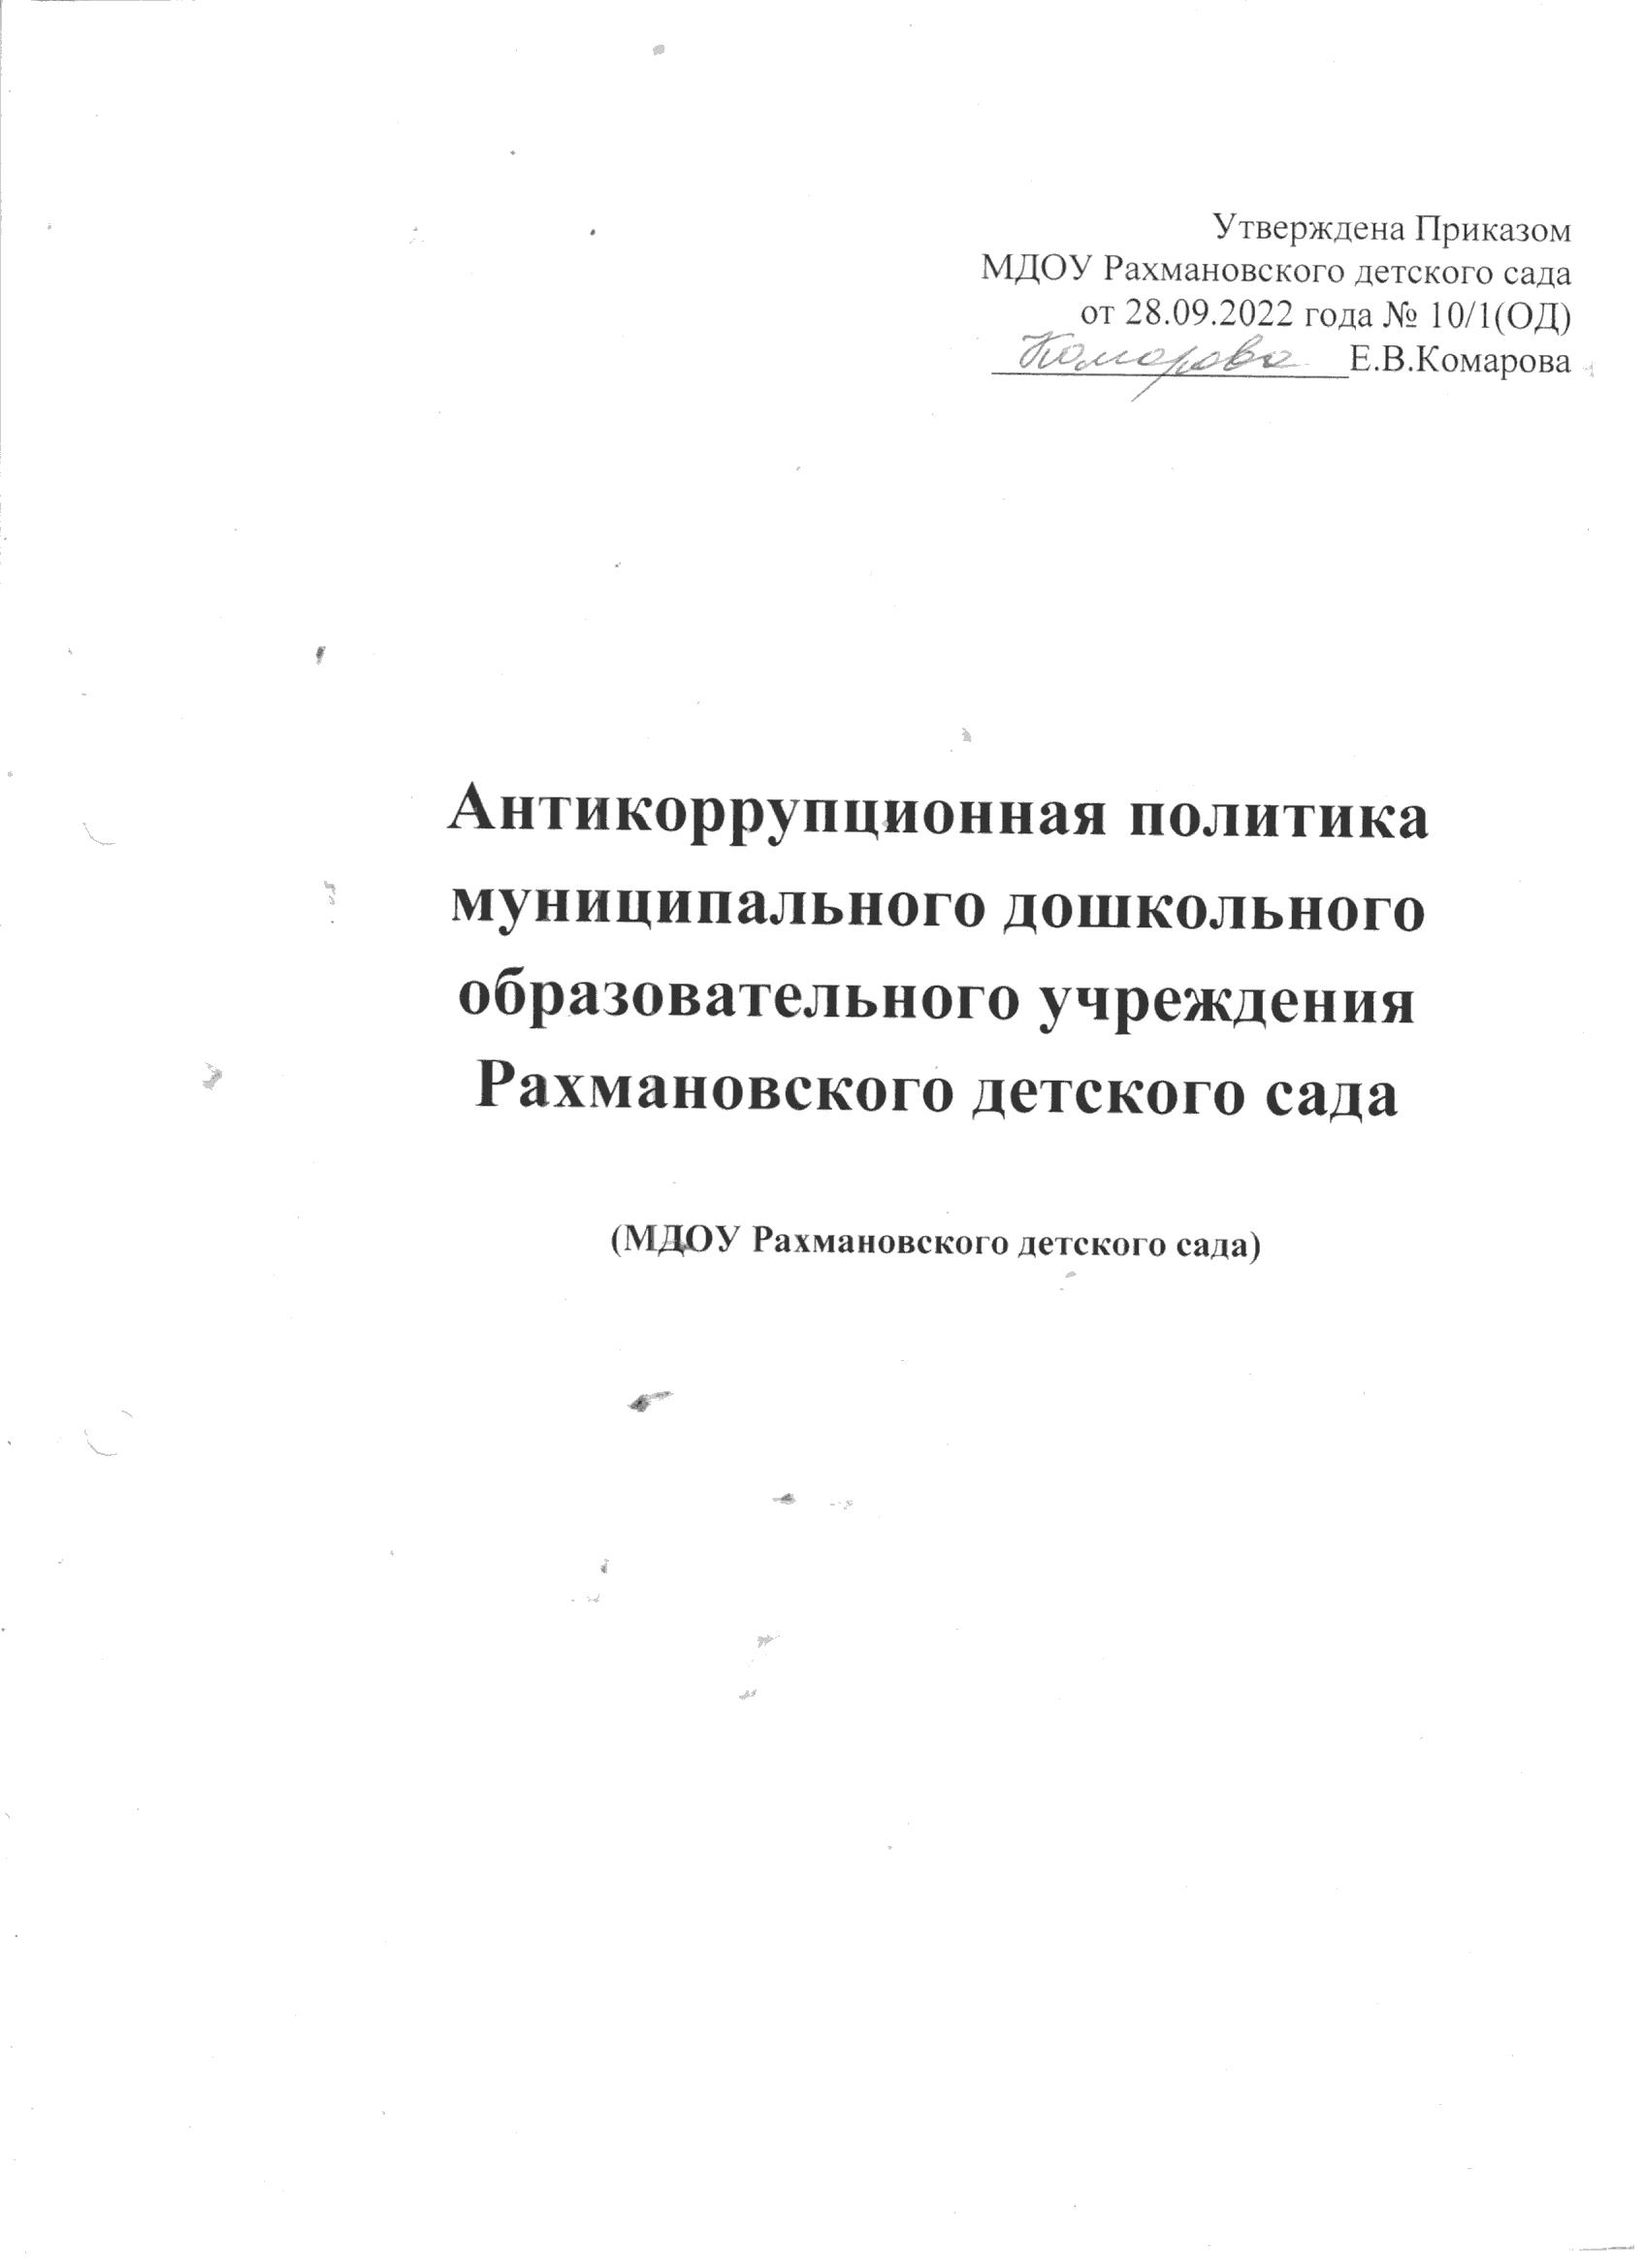 Утверждена Приказом
МДОУ Рахмановского детского сада
от 28.09.2022 года № 10/1(ОД)
Комарова Е.В.Комарова
Антикоррупционная политика
муниципального дошкольного
образовательного учреждения
Рахмановского детского сада
(МДОУ Рахмановского детского сада)